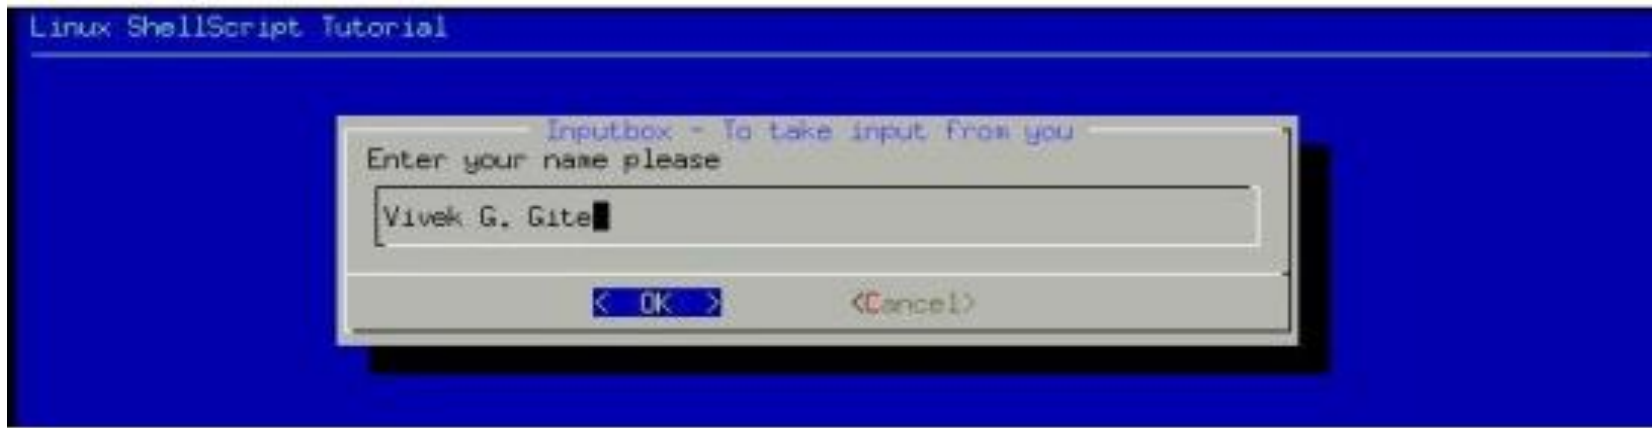 Linux ShellScript Tutorial
Inputbox - To take input from you
Enter your name please
Vivek G. Gite
< OK > <Cancel>